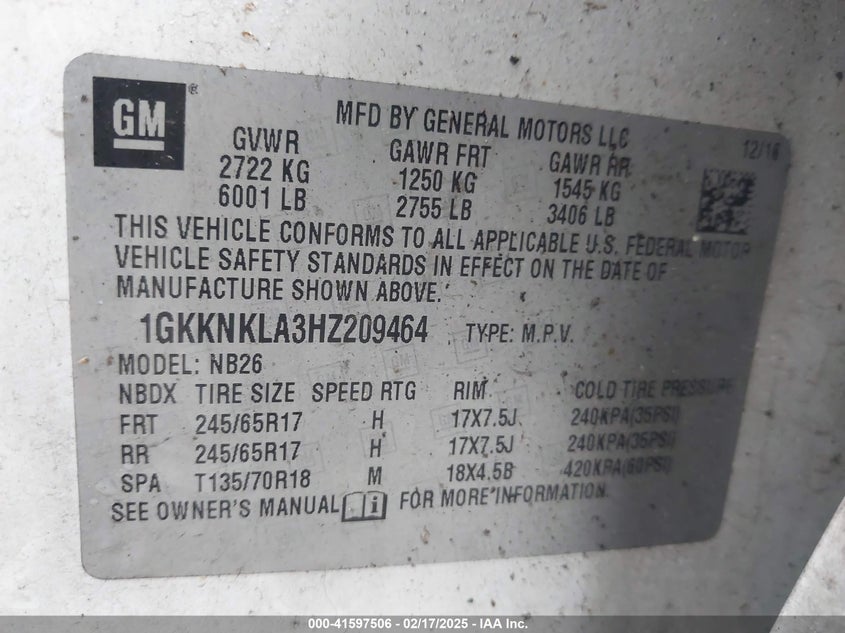 GM
®
MFD BY GENERAL MOTORS LLC
12/16
GVWR GAWR FRT GAWR RR
2722 KG 1250 KG 1545 KG
6001 LB 2755 LB 3406 LB
THIS VEHICLE CONFORMS TO ALL APPLICABLE U.S. FEDERAL MOTOR
VEHICLE SAFETY STANDARDS IN EFFECT ON THE DATE OF
MANUFACTURE SHOWN ABOVE.
1GKKNKLA3HZ209464 TYPE: M.P.V.
MODEL: NB26
NBDX TIRE SIZE SPEED RTG RIM COLD TIRE PRESSURE
FRT 245/65R17 H 17X7.5J 240KPA(35PSI)
RR 245/65R17 H 17X7.5J 240KPA(35PSI)
SPA T135/70R18 M 18X4.5B 420KPA(60PSI)
SEE OWNER'S MANUAL i FOR MORE INFORMATION.
000-41597506 - 02/17/2025 - IAA Inc.